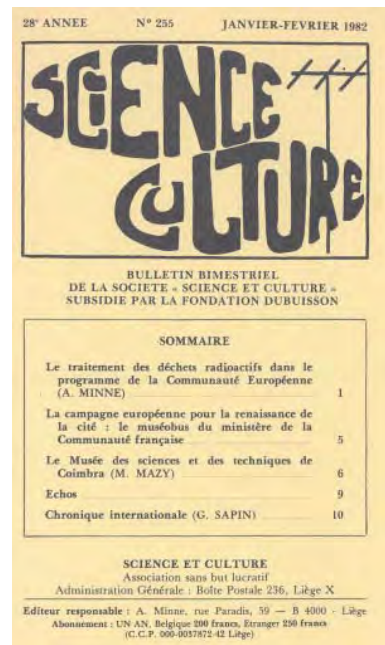 28e ANNEE N° 255 JANVIER-FEVRIER 1982
SCIENCE
CULTURE
BULLETIN BIMESTRIEL
DE LA SOCIETE « SCIENCE ET CULTURE »
SUBSIDIE PAR LA FONDATION DUBUISSON
SOMMAIRE
Le traitement des déchets radioactifs dans le
programme de la Communauté Européenne
(A. MINNE) 1
La campagne européenne pour la renaissance de
la cité : le muséobus du ministère de la
Communauté française 5
Le Musée des sciences et des techniques de
Coimbra (M. MAZY) 6
Echos 9
Chronique internationale (G. SAPIN) 10
SCIENCE ET CULTURE
Association sans but lucratif
Administration Générale : Boîte Postale 236, Liège X
Editeur responsable : A. Minne, rue Paradis, 59 — B 4000 - Liège
Abonnement : UN AN, Belgique 200 francs, Etranger 250 francs
(C.C.P. 000-0037872-42 Liège)